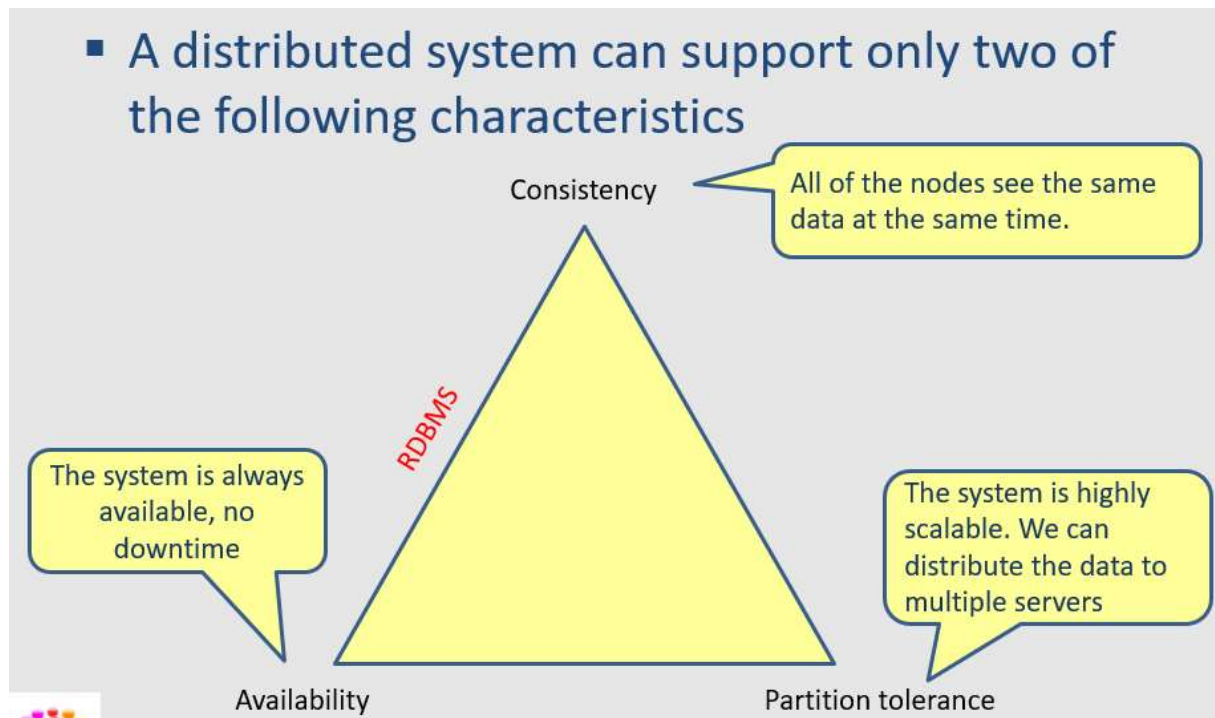 ▪ A distributed system can support only two of
the following characteristics
Consistency
All of the nodes see the same
data at the same time.
RDBMS
The system is always
available, no
downtime
The system is highly
scalable. We can
distribute the data to
multiple servers
Availability
Partition tolerance